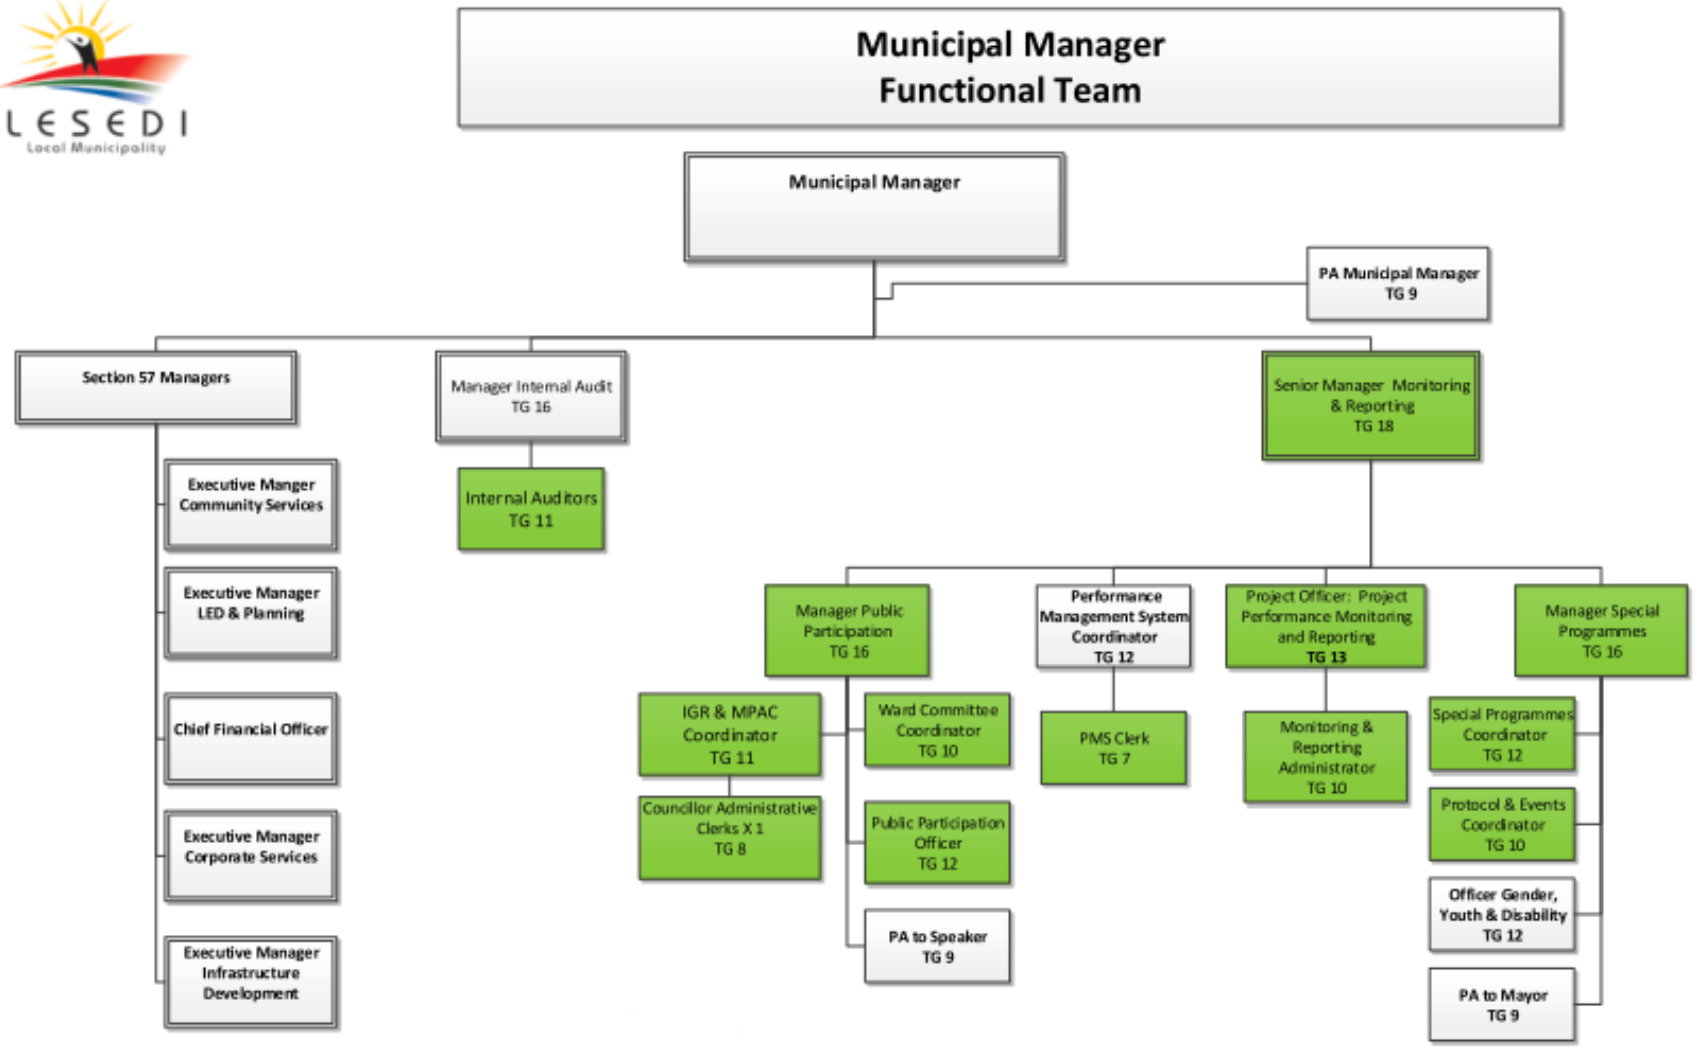 LESEDI
Local Municipality
Municipal Manager
Functional Team
Municipal Manager
PA Municipal Manager
TG 9
Section 57 Managers
Executive Manger
Community Services
Executive Manager
LED & Planning
Chief Financial Officer
Executive Manager
Corporate Services
Executive Manager
Infrastructure
Development
Manager Internal Audit
TG 16
Internal Auditors
TG 11
Senior Manager Monitoring
& Reporting
TG 18
Manager Public
Participation
TG 16
IGR & MPAC
Coordinator
TG 11
Councillor Administrative
Clerks X 1
TG 8
Ward Committee
Coordinator
TG 10
Public Participation
Officer
TG 12
PA to Speaker
TG 9
Performance
Management System
Coordinator
TG 12
PMS Clerk
TG 7
Project Officer: Project
Performance Monitoring
and Reporting
TG 13
Monitoring &
Reporting
Administrator
TG 10
Manager Special
Programmes
TG 16
Special Programmes
Coordinator
TG 12
Protocol & Events
Coordinator
TG 10
Officer Gender,
Youth & Disability
TG 12
PA to Mayor
TG 9